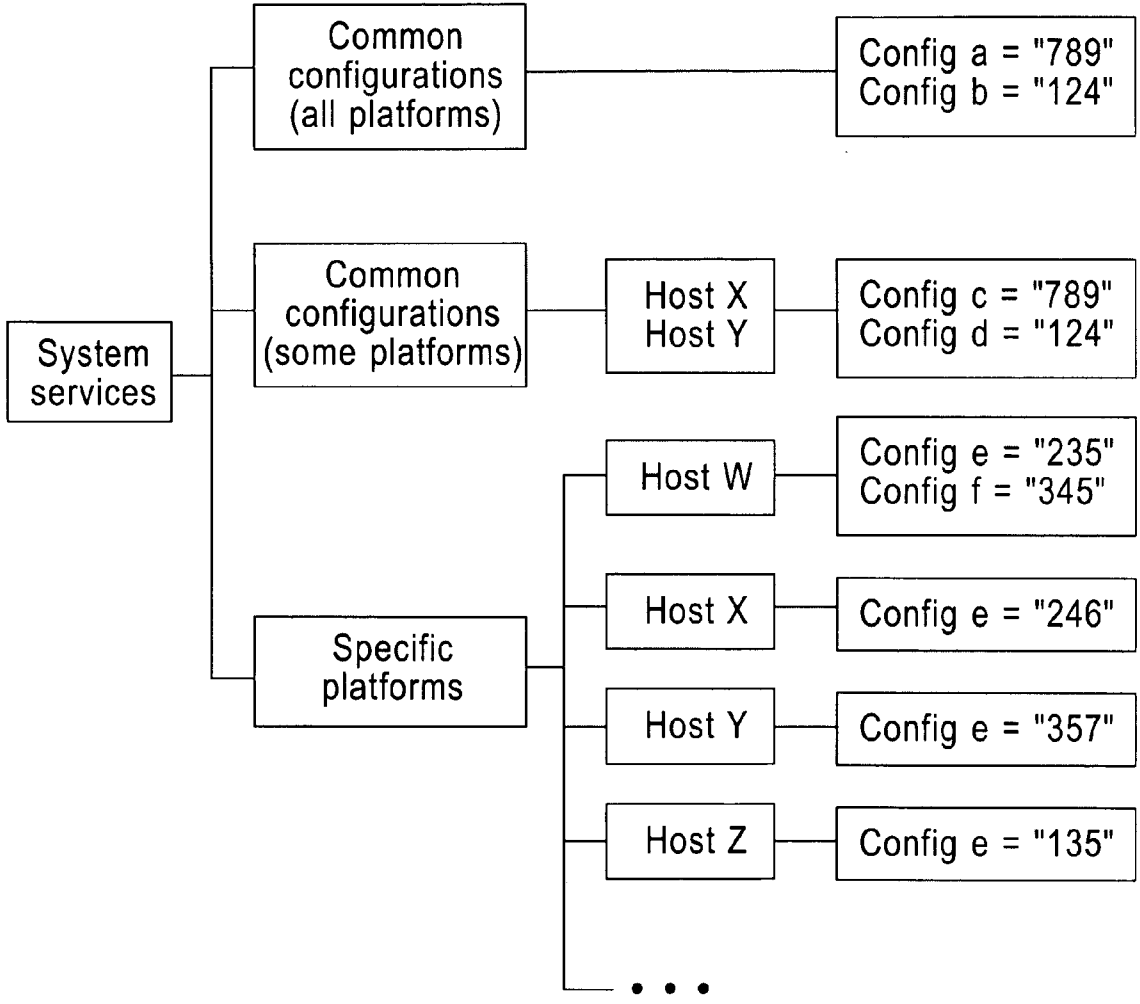 System
services
Common
configurations
(all platforms)
Config a = "789"
Config b = "124"
Common
configurations
(some platforms)
Host X
Host Y
Config c = "789"
Config d = "124"
Specific
platforms
Host W
Config e = "235"
Config f = "345"
Host X
Config e = "246"
Host Y
Config e = "357"
Host Z
Config e = "135"
• • •